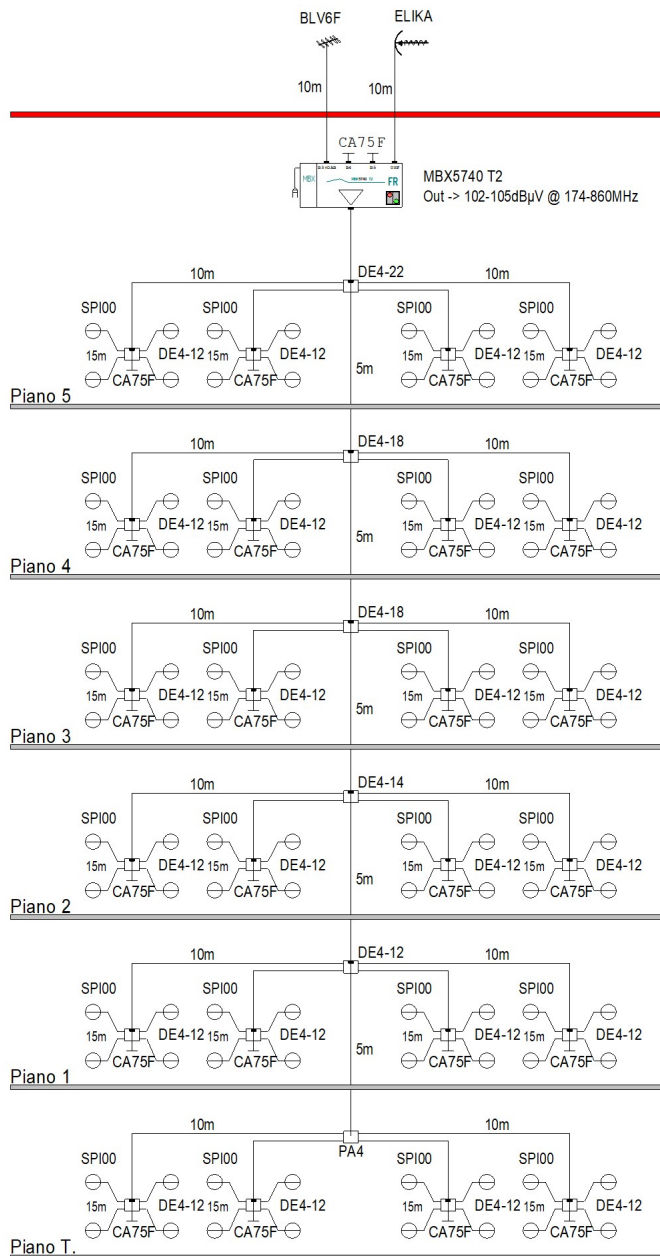 BLV6F ELIKA
10m 10m
CA75F
MBX FR
MBX5740 T2
Out -> 102-105dBµV @ 174-860MHz
10m DE4-22 10m
SPI00 SPI00 SPI00 SPI00
15m DE4-12 15m DE4-12 5m 15m DE4-12 15m DE4-12
CA75F CA75F CA75F CA75F
Piano 5
10m DE4-18 10m
SPI00 SPI00 SPI00 SPI00
15m DE4-12 15m DE4-12 5m 15m DE4-12 15m DE4-12
CA75F CA75F CA75F CA75F
Piano 4
10m DE4-18 10m
SPI00 SPI00 SPI00 SPI00
15m DE4-12 15m DE4-12 5m 15m DE4-12 15m DE4-12
CA75F CA75F CA75F CA75F
Piano 3
10m DE4-14 10m
SPI00 SPI00 SPI00 SPI00
15m DE4-12 15m DE4-12 5m 15m DE4-12 15m DE4-12
CA75F CA75F CA75F CA75F
Piano 2
10m DE4-12 10m
SPI00 SPI00 SPI00 SPI00
15m DE4-12 15m DE4-12 5m 15m DE4-12 15m DE4-12
CA75F CA75F CA75F CA75F
Piano 1
10m 10m
PA4
SPI00 SPI00 SPI00 SPI00
15m DE4-12 15m DE4-12 15m DE4-12 15m DE4-12
CA75F CA75F CA75F CA75F
Piano T.